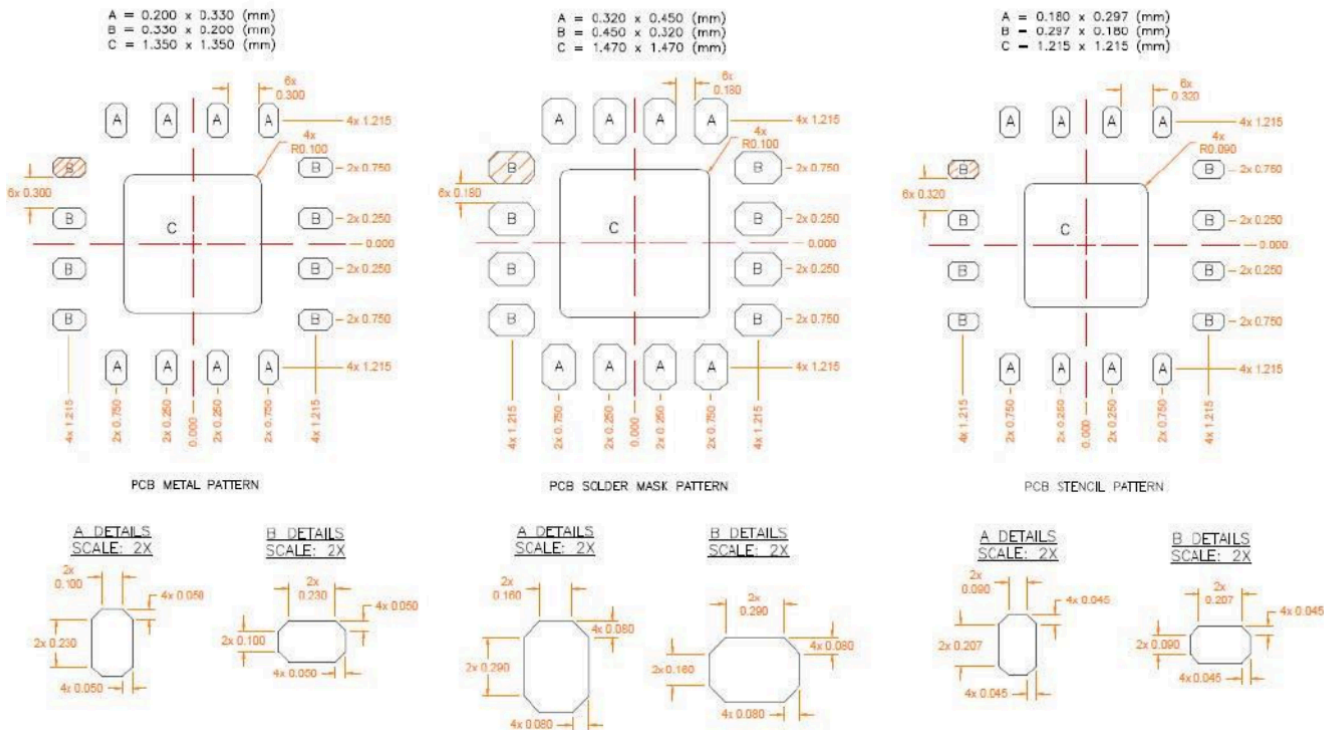 A = 0.200 x 0.330 (mm)
B = 0.330 x 0.200 (mm)
C = 1.350 x 1.350 (mm)
6x
0.300
A A A A
4x 1.215
4x
R0.100
B B
2x 0.750
6x 0.300
B B
2x 0.250
C
0.000
B B
2x 0.250
B B
2x 0.750
A A A A
4x 1.215
4x 1.215
2x 0.750
2x 0.250
0.000
2x 0.250
2x 0.750
4x 1.215
PCB METAL PATTERN
A = 0.320 x 0.450 (mm)
B = 0.450 x 0.320 (mm)
C = 1.470 x 1.470 (mm)
6x
0.180
A A A A
4x 1.215
4x
R0.100
B B
2x 0.750
6x 0.180
B B
2x 0.250
C
0.000
B B
2x 0.250
B B
2x 0.750
A A A A
4x 1.215
4x 1.215
2x 0.750
2x 0.250
0.000
2x 0.250
2x 0.750
4x 1.215
PCB SOLDER MASK PATTERN
A = 0.180 x 0.297 (mm)
B = 0.297 x 0.180 (mm)
C = 1.215 x 1.215 (mm)
6x
0.320
A A A A
4x 1.215
4x
R0.090
B B
2x 0.750
6x 0.320
B B
2x 0.250
C
0.000
B B
2x 0.250
B B
2x 0.750
A A A A
4x 1.215
4x 1.215
2x 0.750
2x 0.250
0.000
2x 0.250
2x 0.750
4x 1.215
PCB STENCIL PATTERN
A DETAILS
SCALE: 2X
2x
0.100
4x 0.050
2x 0.230
4x 0.050
B DETAILS
SCALE: 2X
2x
0.230
4x 0.050
2x 0.100
4x 0.050
A DETAILS
SCALE: 2X
2x
0.160
4x 0.080
2x 0.290
4x 0.080
B DETAILS
SCALE: 2X
2x
0.290
4x 0.080
2x 0.160
4x 0.080
A DETAILS
SCALE: 2X
2x
0.090
4x 0.045
2x 0.207
4x 0.045
B DETAILS
SCALE: 2X
2x
0.207
4x 0.045
2x 0.090
4x 0.045